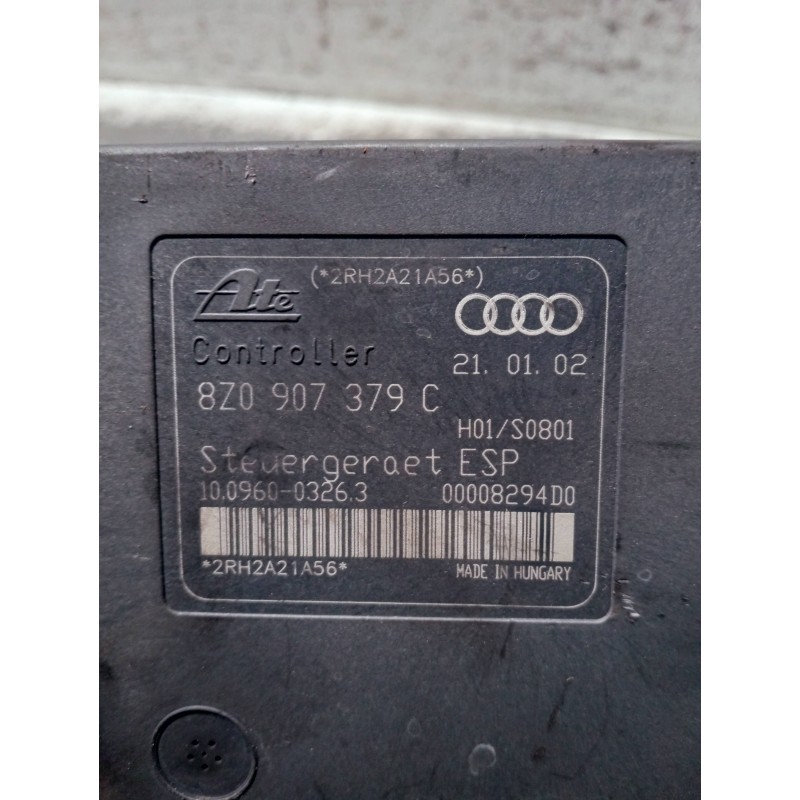 (*2RH2A21A56*)
Ate
Controller
21. 01. 02
8Z0 907 379 C
H01/S0801
Steuergeraet ESP
10.0960-0326.3 00008294D0
*2RH2A21A56* MADE IN HUNGARY